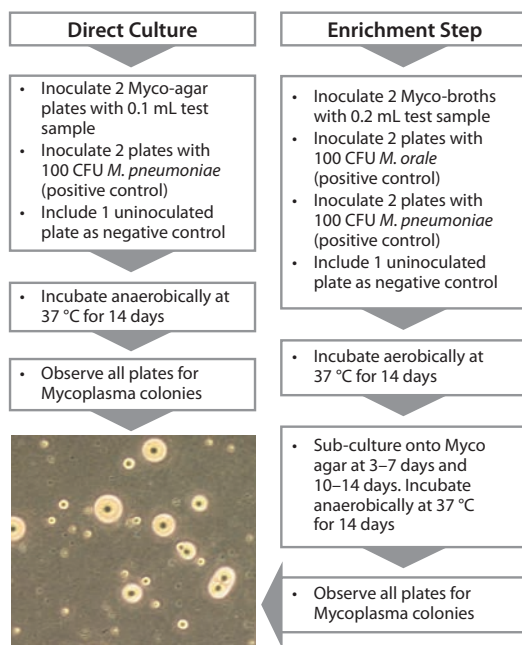 Direct Culture
• Inoculate 2 Myco-agar
plates with 0.1 mL test
sample
• Inoculate 2 plates with
100 CFU M. pneumoniae
(positive control)
• Include 1 uninoculated
plate as negative control
• Incubate anaerobically at
37 °C for 14 days
• Observe all plates for
Mycoplasma colonies
Enrichment Step
• Inoculate 2 Myco-broths
with 0.2 mL test sample
• Inoculate 2 plates with
100 CFU M. orale
(positive control)
• Inoculate 2 plates with
100 CFU M. pneumoniae
(positive control)
• Include 1 uninoculated
plate as negative control
• Incubate aerobically at
37 °C for 14 days
• Sub-culture onto Myco
agar at 3–7 days and
10–14 days. Incubate
anaerobically at 37 °C
for 14 days
• Observe all plates for
Mycoplasma colonies